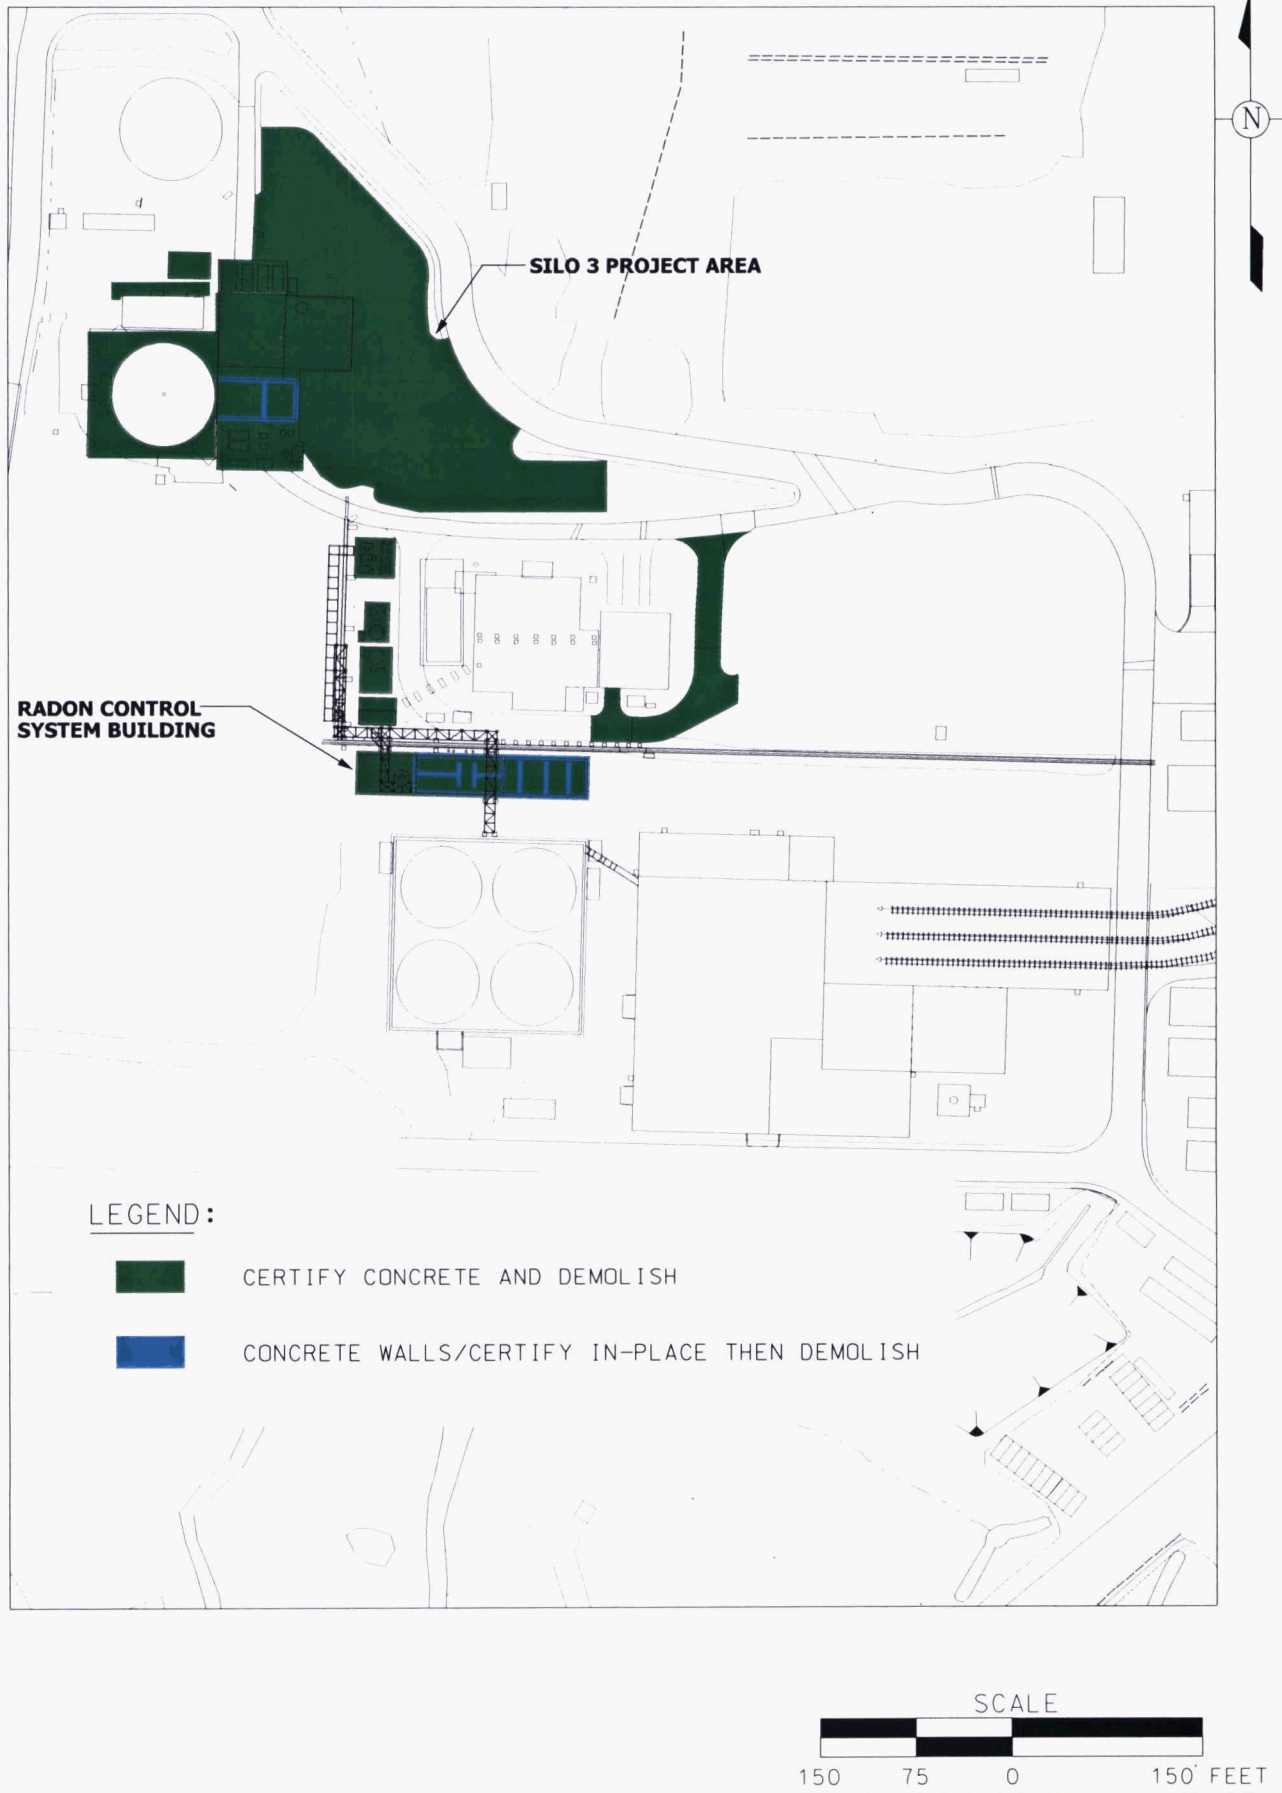 N
SILO 3 PROJECT AREA
RADON CONTROL
SYSTEM BUILDING
LEGEND:
CERTIFY CONCRETE AND DEMOLISH
CONCRETE WALLS/CERTIFY IN-PLACE THEN DEMOLISH
SCALE
150 75 0 150 FEET